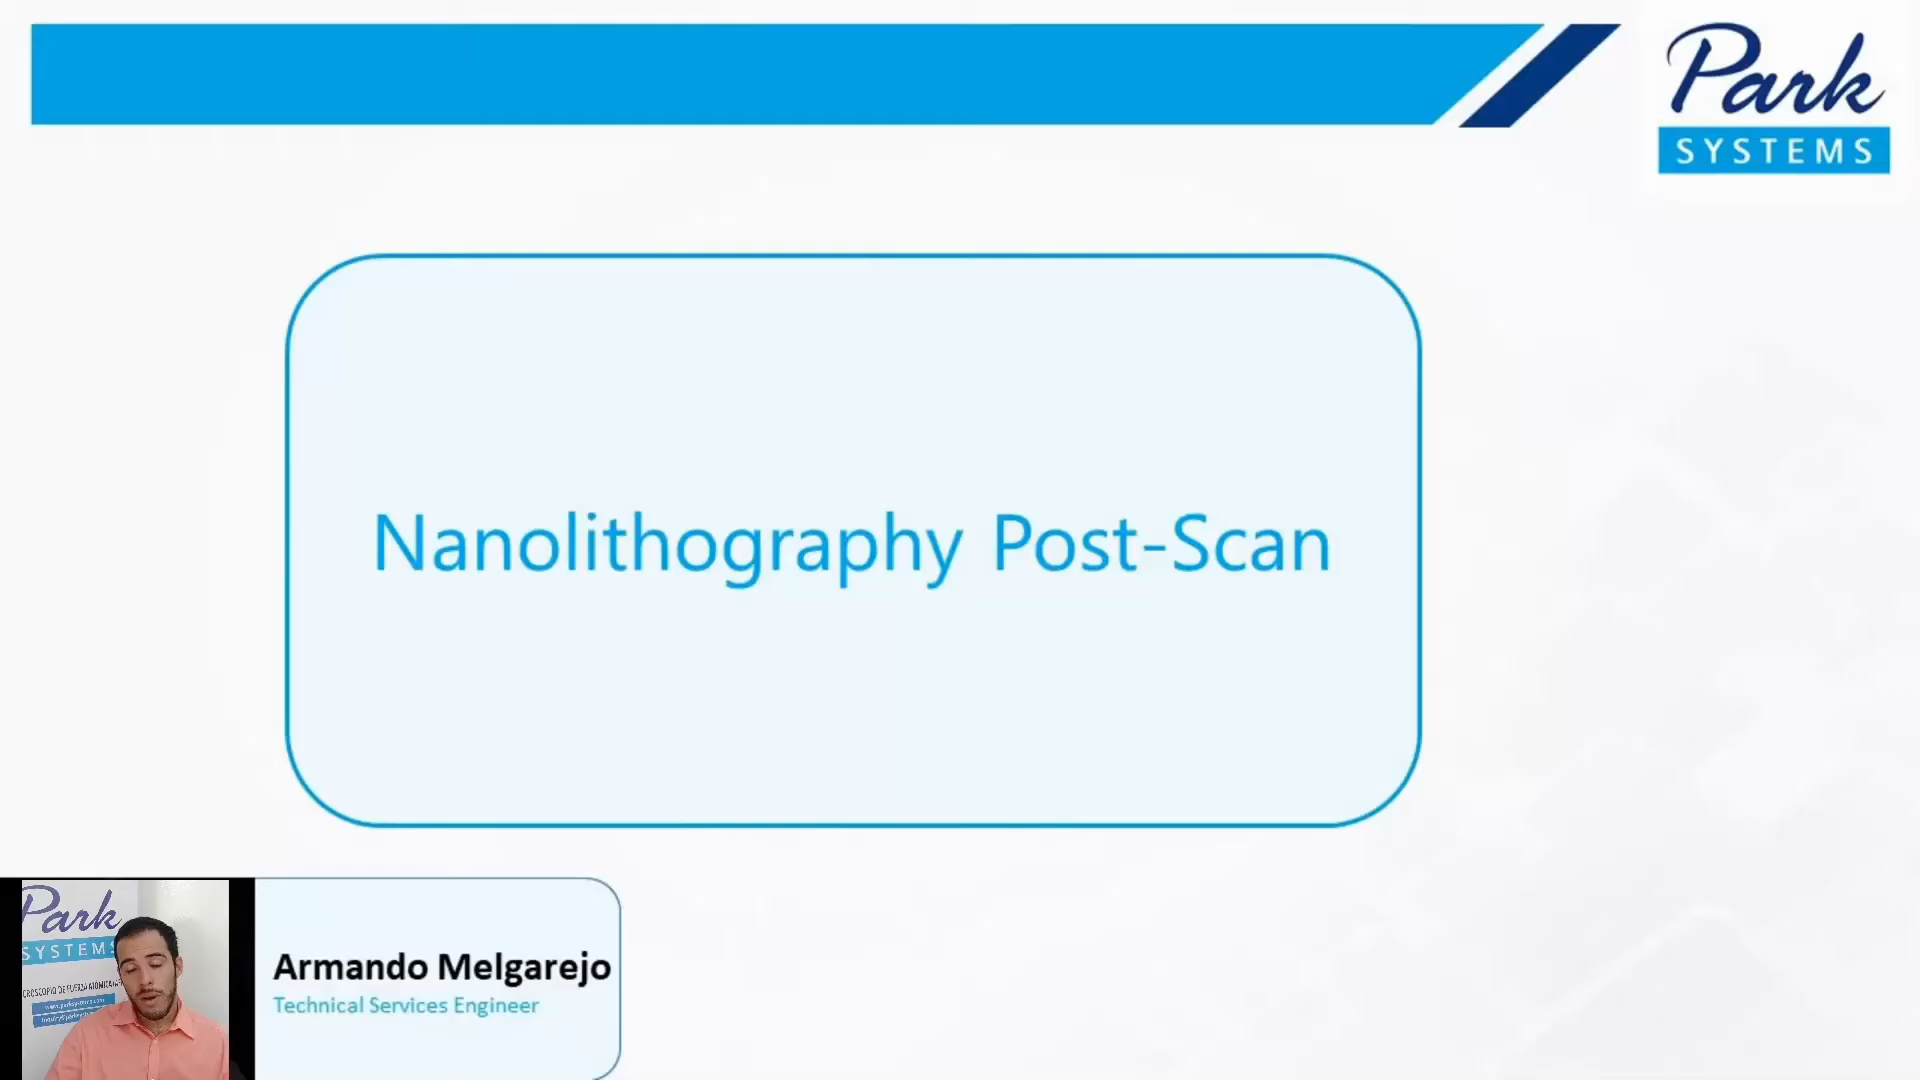 Park
SYSTEMS
Nanolithography Post-Scan
Park
SYSTEMS
Armando Melgarejo
Technical Services Engineer